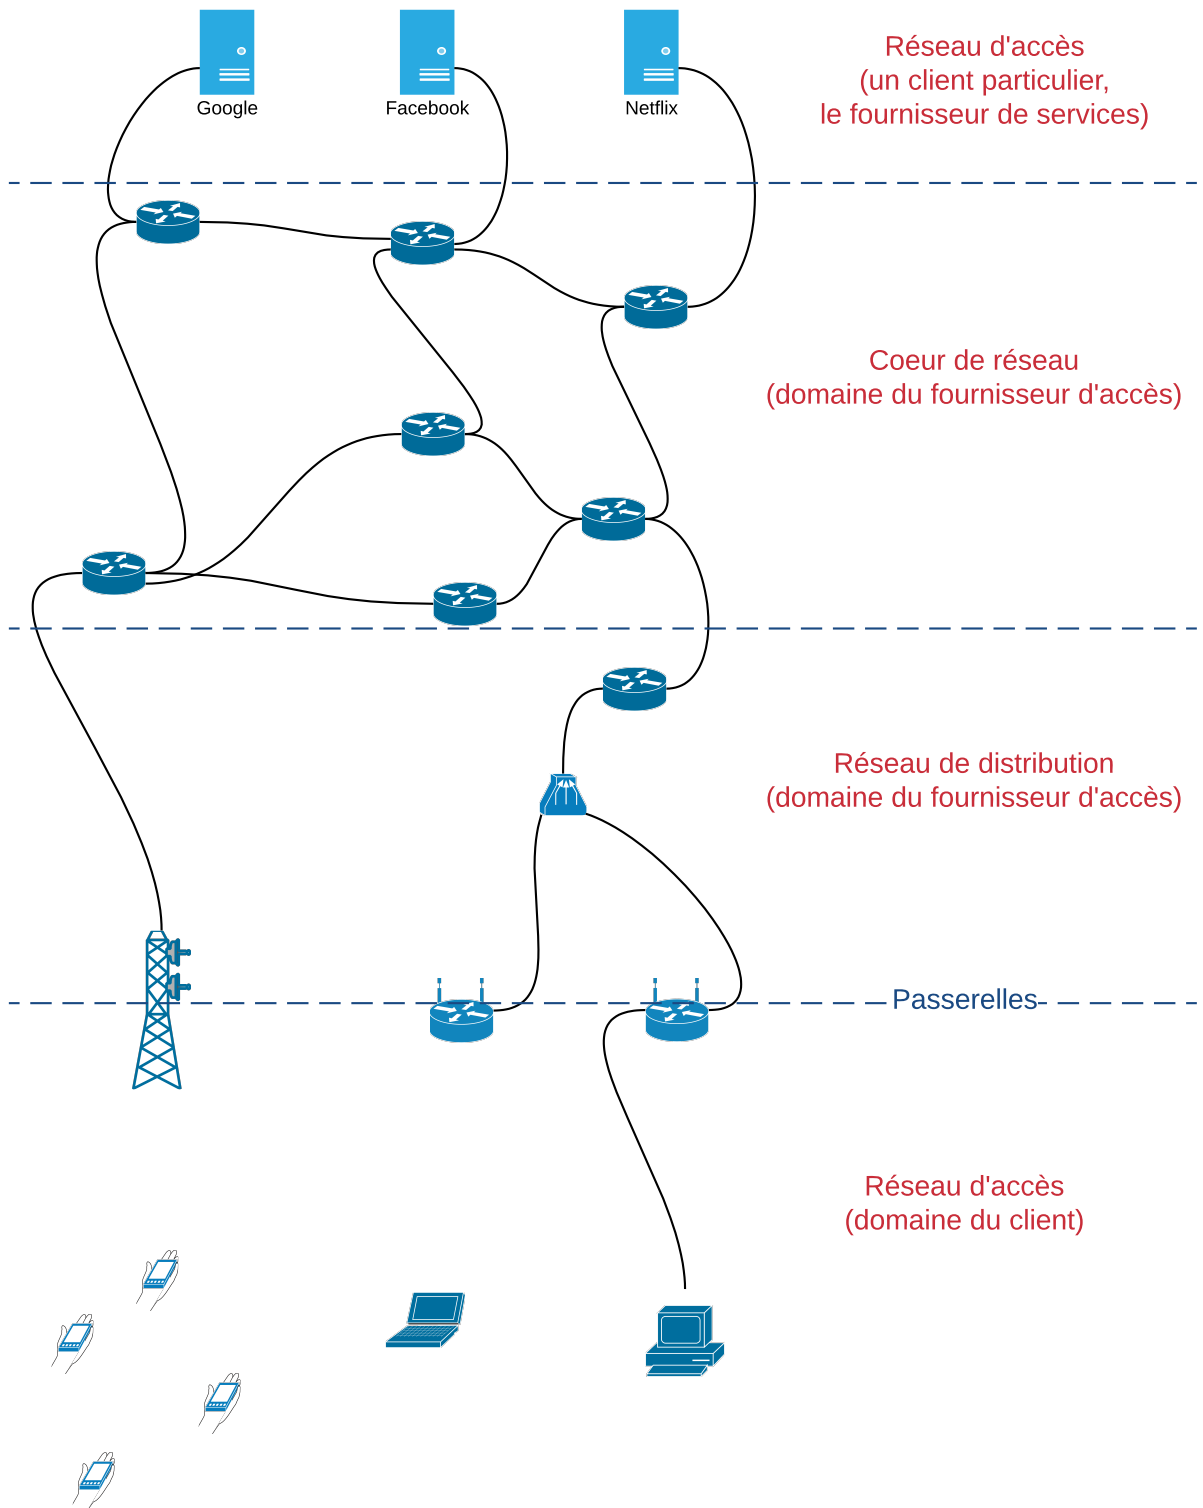 Google
Facebook
Netflix
Réseau d'accès
(un client particulier,
le fournisseur de services)
Coeur de réseau
(domaine du fournisseur d'accès)
Réseau de distribution
(domaine du fournisseur d'accès)
Passerelles
Réseau d'accès
(domaine du client)